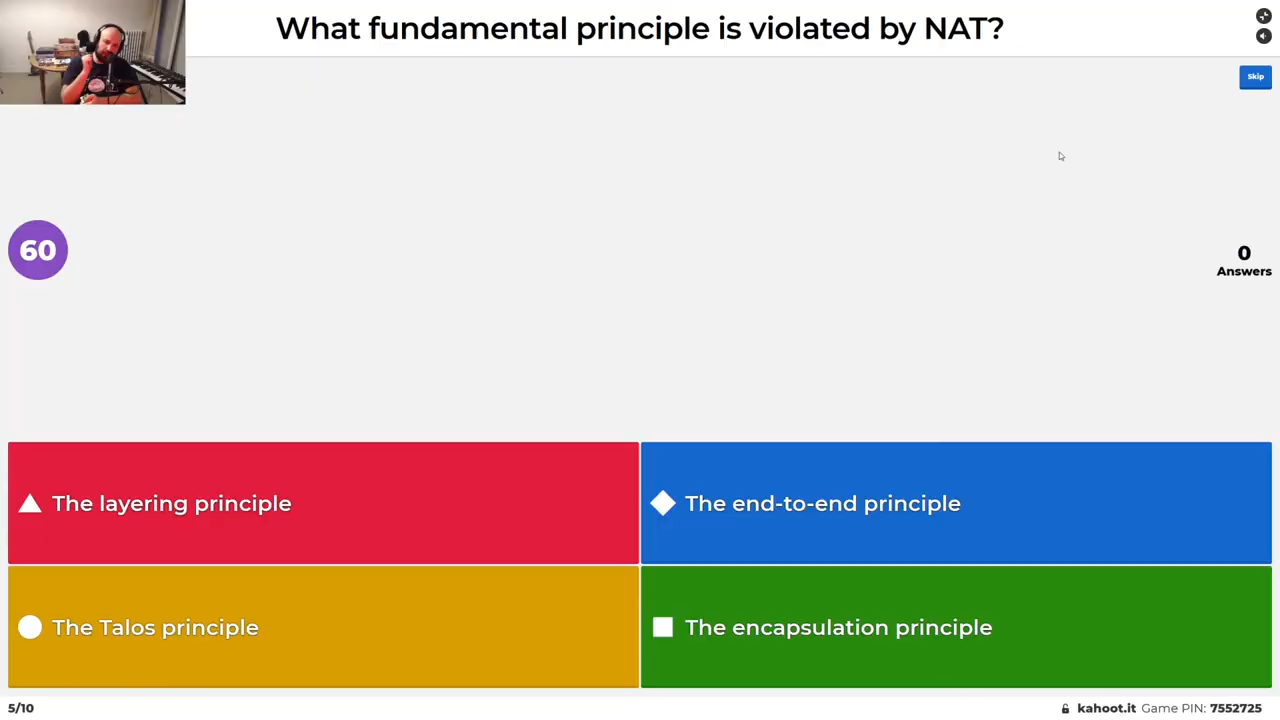 What fundamental principle is violated by NAT?
Skip
60
0
Answers
The layering principle
The end-to-end principle
The Talos principle
The encapsulation principle
5/10
kahoot.it Game PIN: 7552725